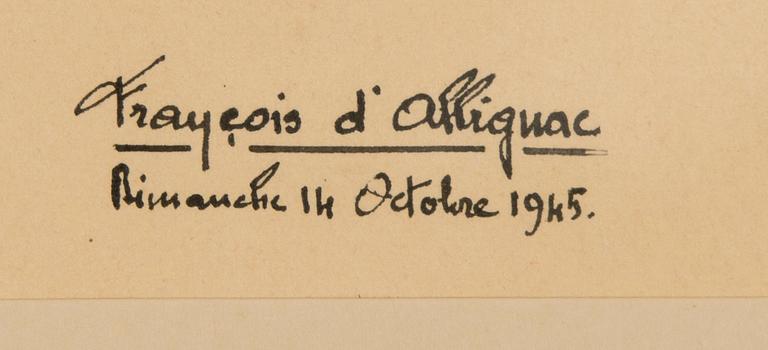 François d'Allignac
Dimanche 14 Octobre 1945.